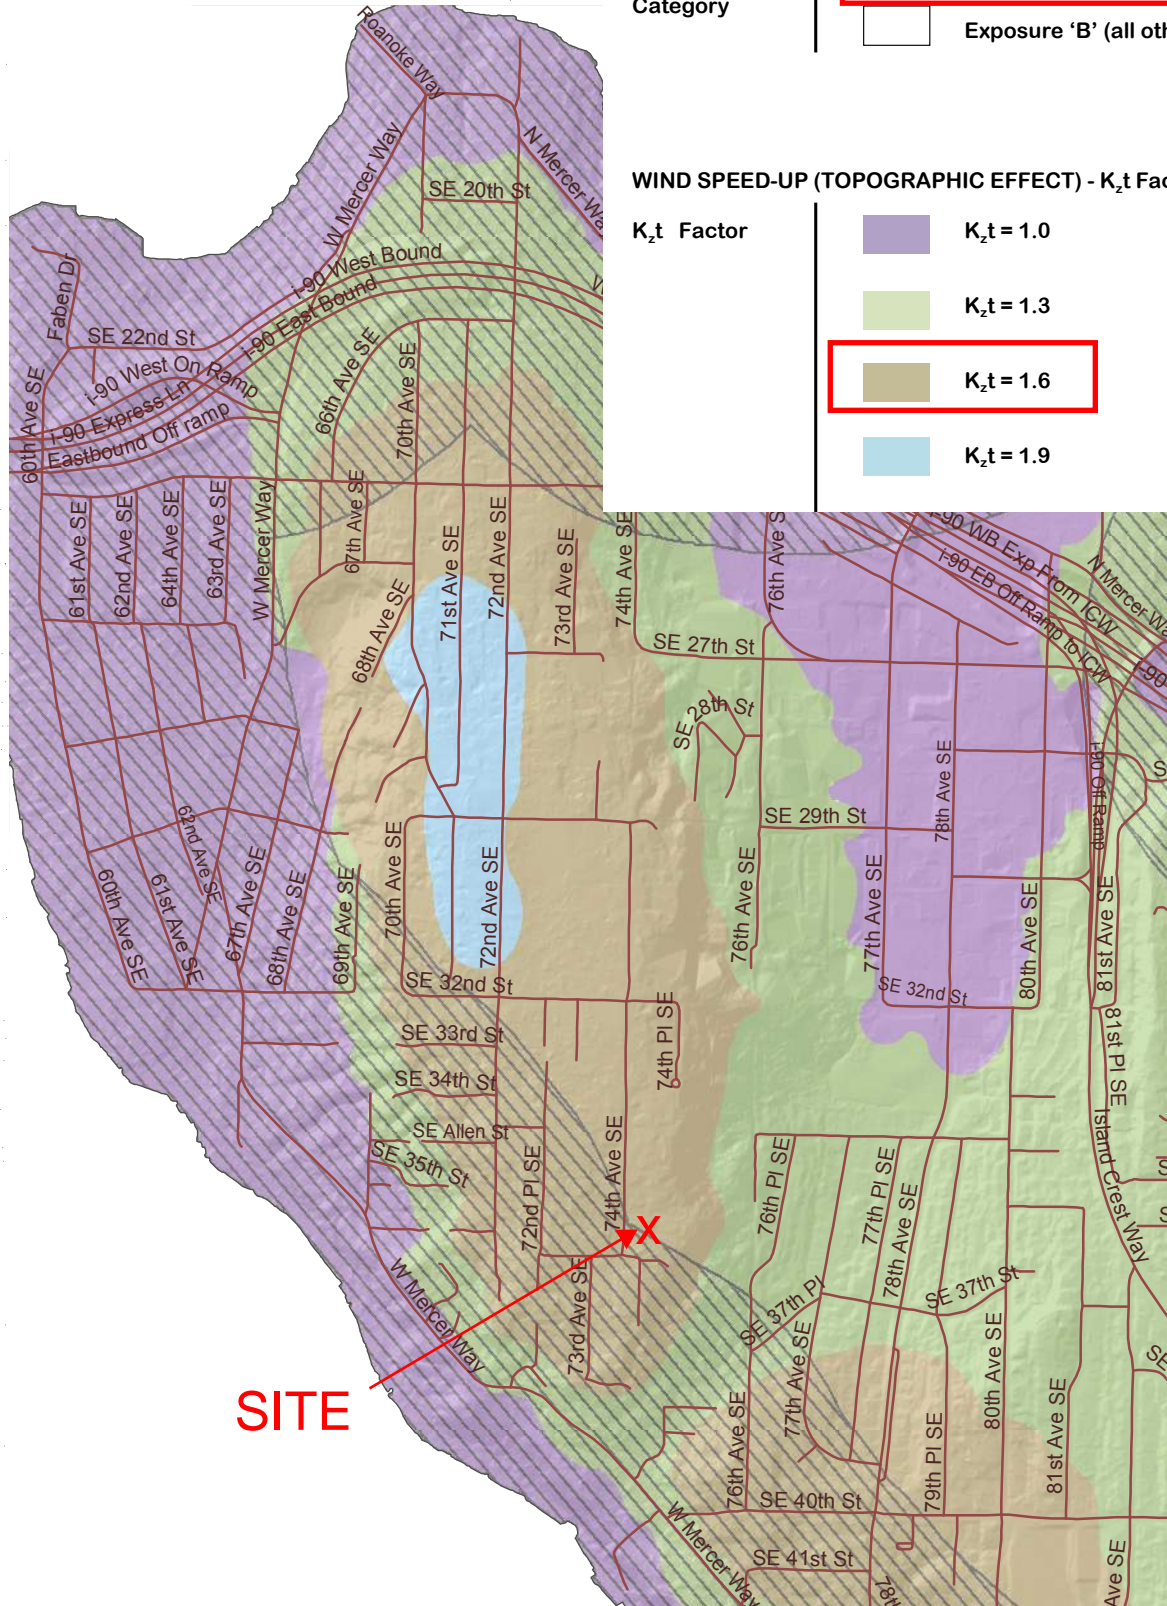 Category
Exposure ‘B’ (all oth
WIND SPEED-UP (TOPOGRAPHIC EFFECT) - Kzt Fac
Kzt Factor
Kzt = 1.0
Kzt = 1.3
Kzt = 1.6
Kzt = 1.9
Roanoke Way
W Mercer Way
N Mercer Wa
SE 20th St
i-90 West Bound
i-90 East Bound
Faben Dr
SE 22nd St
i-90 West On Ramp
i-90 Express Ln
Eastbound Off ramp
60th Ave SE
66th Ave SE
70th Ave SE
61st Ave SE
62nd Ave SE
64th Ave SE
63rd Ave SE
W Mercer Way
67th Ave SE
68th Ave SE
71st Ave SE
72nd Ave SE
73rd Ave SE
74th Ave SE
76th Ave S
i-90 WB Exp From ICW
i-90 EB Off Ramp to ICW
N Mercer Wa
i-90
SE 27th St
SE 28th St
78th Ave SE
i-90 Off Ramp
S
SE 29th St
62nd Ave SE
60th Ave SE
61st Ave SE
67th Ave SE
68th Ave SE
69th Ave SE
70th Ave SE
72nd Ave SE
76th Ave SE
77th Ave SE
80th Ave SE
81st Ave SE
SE 32nd St
SE 32nd St
SE 33rd St
74th Pl SE
81st Pl SE
SE 34th St
SE Allen St
SE 35th St
72nd Pl SE
74th Ave SE
76th Pl SE
77th Pl SE
78th Ave SE
Island Crest Way
S
S
X
W Mercer Way
73rd Ave SE
SE 37th Pl
SE 37th St
SE
SITE
76th Ave SE
77th Ave SE
79th Pl SE
80th Ave SE
81st Ave SE
SE 40th St
W Mercer Way
SE 41st St
78th
Ave SE